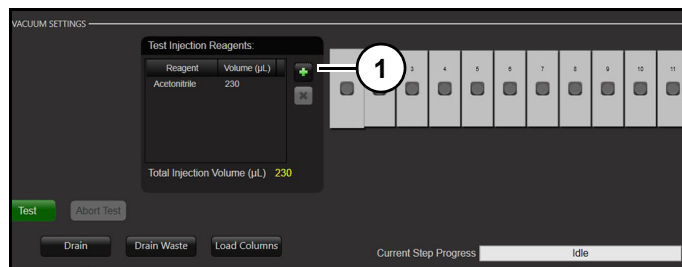 VACUUM SETTINGS
Test Injection Reagents:
Reagent Volume (µL)
Acetonitrile 230
1
3 4 5 6 7 8 9 10 11
Total Injection Volume (µL) 230
Test Abort Test
Drain Drain Waste Load Columns
Current Step Progress Idle